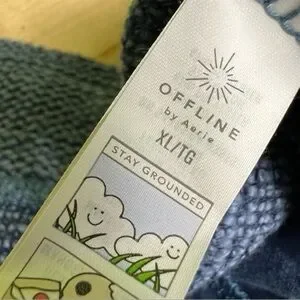 OFFLINE
by Aerie
XL/TG
STAY GROUNDED